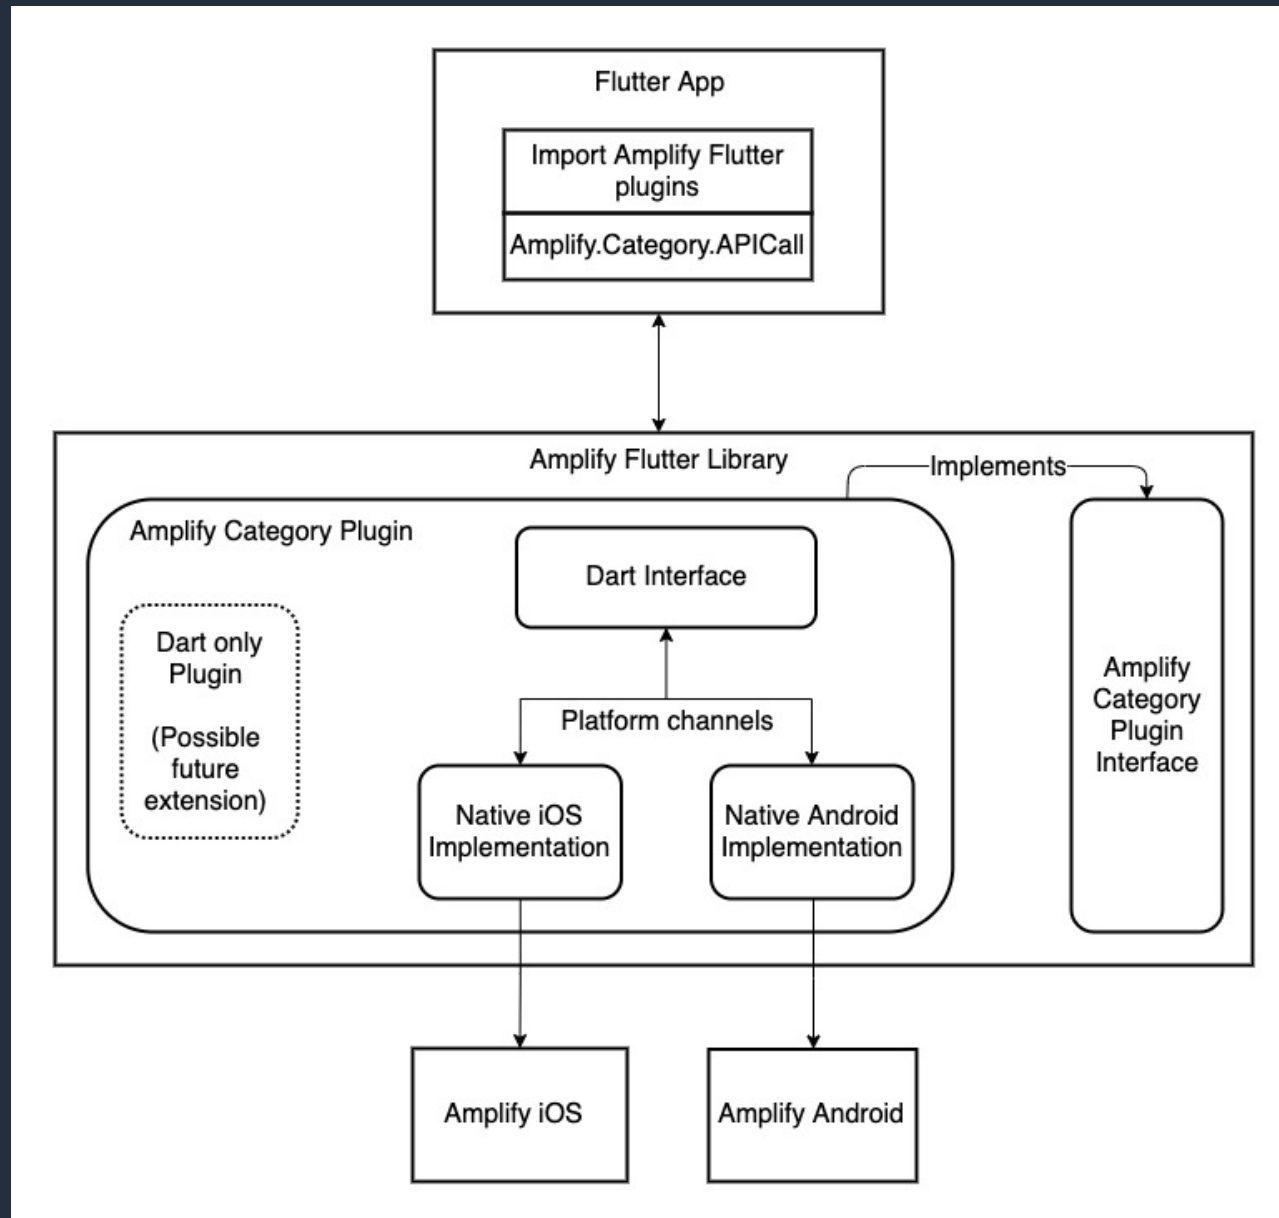 Flutter App
Import Amplify Flutter
plugins
Amplify.Category.APICall
Amplify Flutter Library
Implements
Amplify Category Plugin
Dart Interface
Dart only
Plugin
(Possible
future
extension)
Platform channels
Native iOS
Implementation
Native Android
Implementation
Amplify
Category
Plugin
Interface
Amplify iOS
Amplify Android